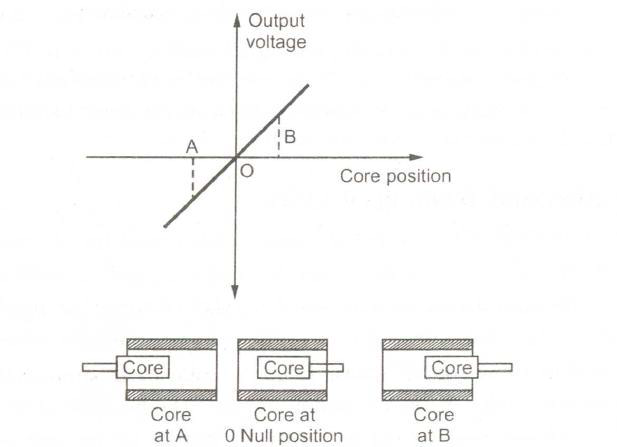 Output
voltage
A
B
O
Core position
Core
Core
Core
Core
at A
Core at
0 Null position
Core
at B